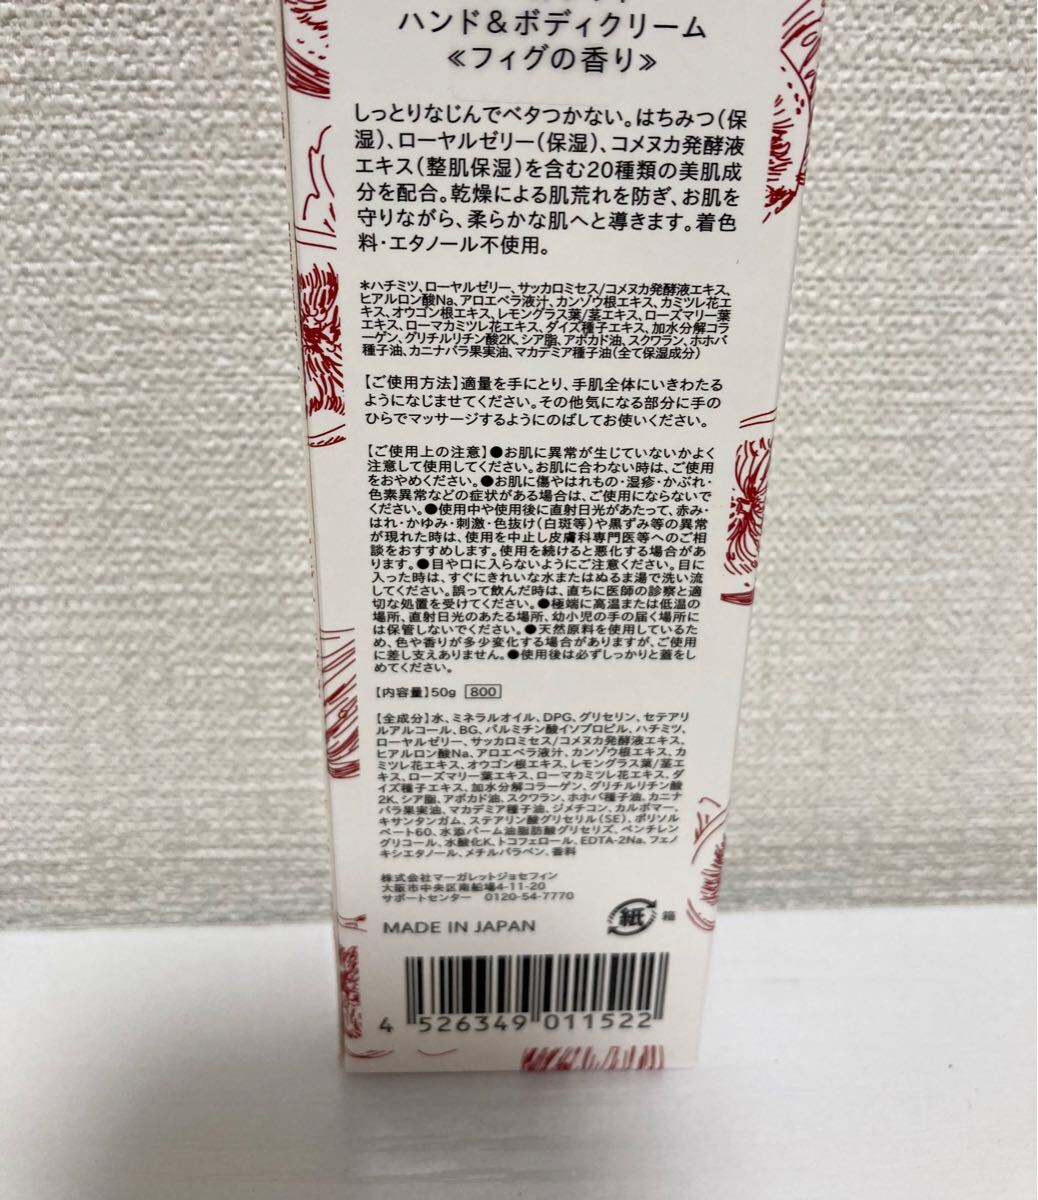 ハンド＆ボディクリーム
≪フィグの香り≫
しっとりなじんでベタつかない。はちみつ(保
湿)、ローヤルゼリー(保湿)、コメヌカ発酵液
エキス(整肌保湿)を含む20種類の美肌成
分を配合。乾燥による肌荒れを防ぎ、お肌を
守りながら、柔らかな肌へと導きます。着色
料・エタノール不使用。
*ハチミツ、ローヤルゼリー、サッカロミセス/コメヌカ発酵液エキス、
ヒアルロン酸Na、アロエベラ液汁、カンゾウ根エキス、カミツレ花エ
キス、オウゴン根エキス、レモングラス葉/茎エキス、ローズマリー葉
エキス、ローマカミツレ花エキス、ダイズ種子エキス、加水分解コラ
ーゲン、グリチルリチン酸2K、シア脂、アボカド油、スクワラン、ホホバ
種子油、カニナバラ果実油、マカデミア種子油(全て保湿成分)
【ご使用方法】適量を手にとり、手肌全体にいきわたる
ようになじませてください。その他気になる部分に手の
ひらでマッサージするようにのばしてお使いください。
【ご使用上の注意】●お肌に異常が生じていないかよく
注意して使用してください。お肌に合わない時は、ご使用
をおやめください。●お肌に傷やはれもの・湿疹・かぶれ・
色素異常などの症状がある場合は、ご使用にならないで
ください。●使用中や使用後に直射日光があたって、赤み・
はれ・かゆみ・刺激・色抜け(白斑等)や黒ずみ等の異常
が現れた時は、使用を中止し皮膚科専門医等へのご相
談をおすすめします。使用を続けると悪化する場合があ
ります。●目や口に入らないようにご注意ください。目に
入った時は、すぐにきれいな水またはぬるま湯で洗い流
してください。誤って飲んだ時は、直ちに医師の診察と適
切な処置を受けてください。●極端に高温または低温の
場所、直射日光のあたる場所、幼小児の手の届く場所に
は保管しないでください。●天然原料を使用しているた
め、色や香りが多少変化する場合がありますが、ご使用
に差し支えありません。●使用後は必ずしっかりと蓋をし
めてください。
【内容量】50g 800
【全成分】水、ミネラルオイル、DPG、グリセリン、セテアリ
ルアルコール、BG、パルミチン酸イソプロピル、ハチミツ、
ローヤルゼリー、サッカロミセス/コメヌカ発酵液エキス、
ヒアルロン酸Na、アロエベラ液汁、カンゾウ根エキス、カ
ミツレ花エキス、オウゴン根エキス、レモングラス葉/茎エ
キス、ローズマリー葉エキス、ローマカミツレ花エキス、ダ
イズ種子エキス、加水分解コラーゲン、グリチルリチン酸
2K、シア脂、アボカド油、スクワラン、ホホバ種子油、カニナ
バラ果実油、マカデミア種子油、ジメチコン、カルボマー、
キサンタンガム、ステアリン酸グリセリル(SE)、ポリソル
ベート60、水添パーム油脂肪酸グリセリズ、ペンチレン
グリコール、水酸化K、トコフェロール、EDTA-2Na、フェノ
キシエタノール、メチルパラベン、香料
株式会社マーガレットジョセフィン
大阪市中央区南船場4-11-20
サポートセンター 0120-54-7770
MADE IN JAPAN
紙 箱
4 526349 011522